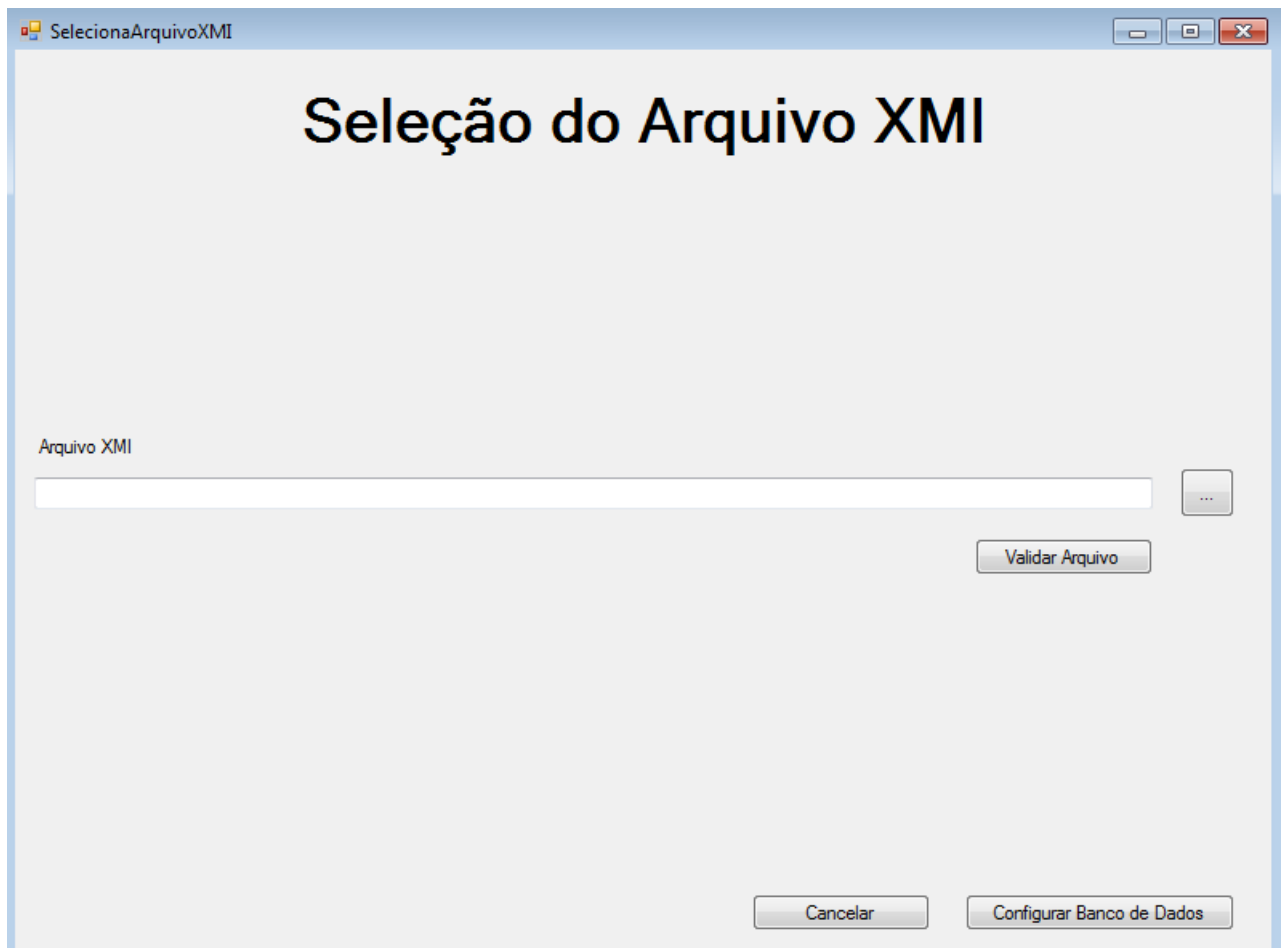 SelecionaArquivoXMI
Seleção do Arquivo XMI
Arquivo XMI
...
Validar Arquivo
Cancelar Configurar Banco de Dados